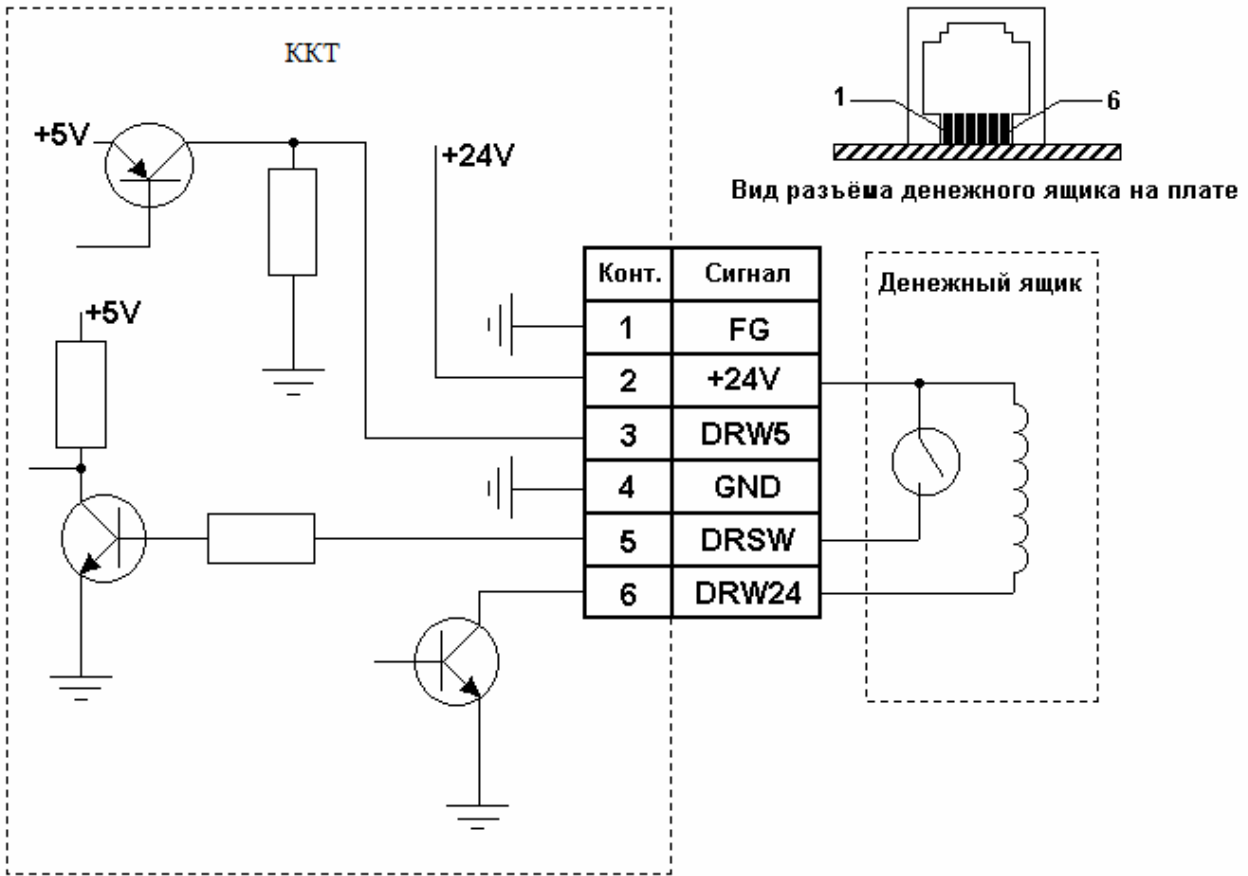 ККТ
+5V
+24V
+5V
1
6
Вид разъёма денежного ящика на плате
Конт. Сигнал
1 FG
2 +24V
3 DRW5
4 GND
5 DRSW
6 DRW24
Денежный ящик